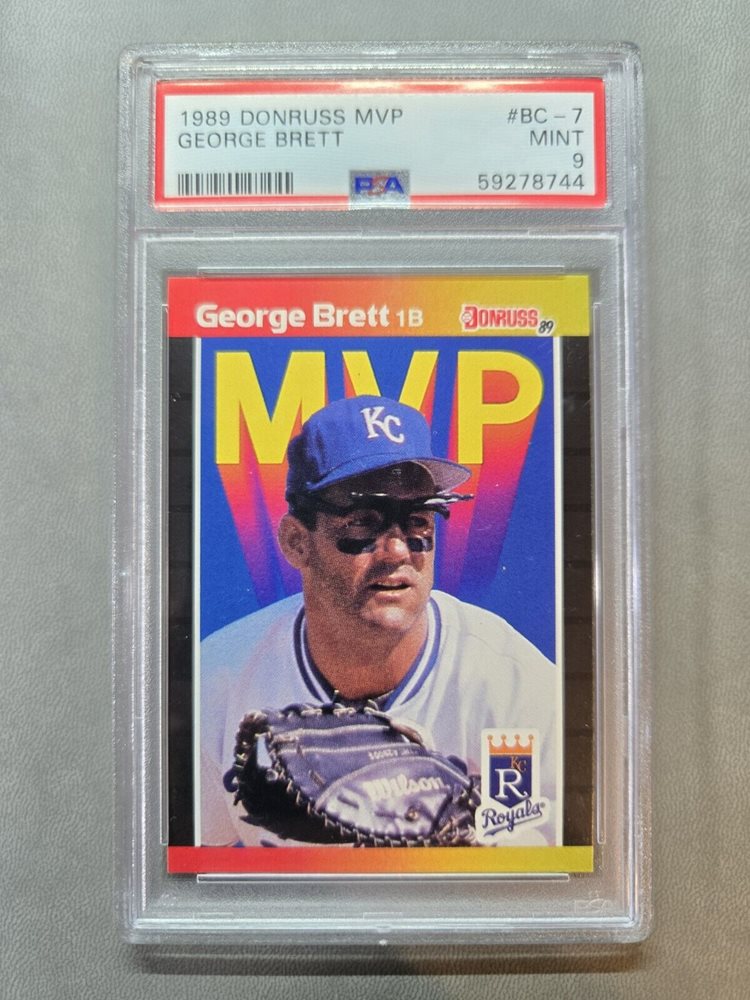 1989 DONRUSS MVP #BC-7
GEORGE BRETT MINT
9
PSA 59278744
George Brett 1B DONRUSS 89
MVP
KC
Wilson
KC
R
Royals